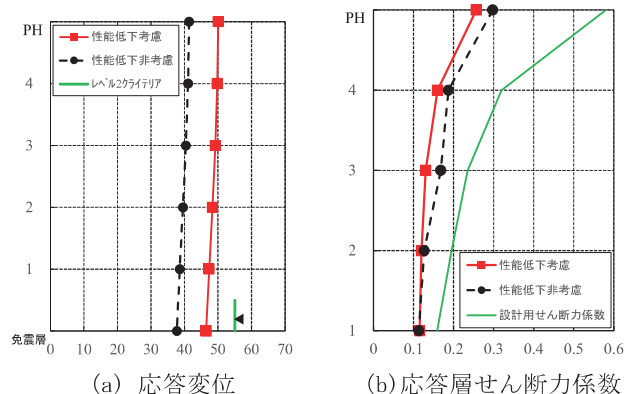 PH
4
3
2
1
免震層
性能低下考慮
性能低下非考慮
レベル2クライテリア
0 10 20 30 40 50 60 70
(a) 応答変位
PH
4
3
2
1
性能低下考慮
性能低下非考慮
設計用せん断力係数
0 0.1 0.2 0.3 0.4 0.5 0.6
(b)応答層せん断力係数